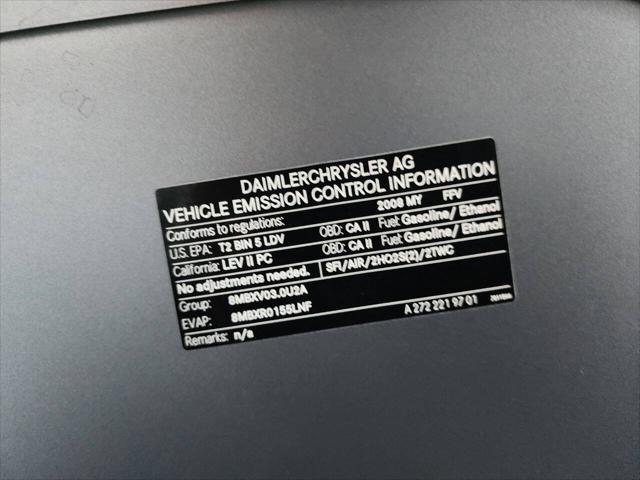 DAIMLERCHRYSLER AG
VEHICLE EMISSION CONTROL INFORMATION
Conforms to regulations: 2008 MY FFV
U.S. EPA: T2 BIN 5 LDV OBD: CA II Fuel: Gasoline/ Ethanol
California: LEV II PC OBD: CA II Fuel: Gasoline/ Ethanol
No adjustments needed. SFI/AIR/2HO2S(2)/2TWC
Group: 8MBXV03.0U2A
EVAP: 8MBXR0155LNF
Remarks: n/a A 272 221 97 01